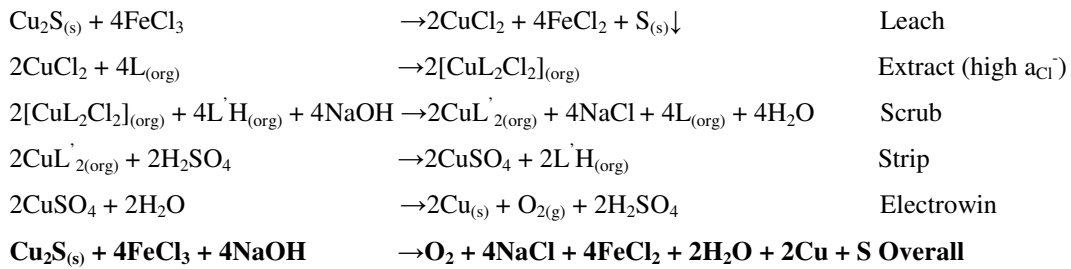 Cu₂S₍ₛ₎ + 4FeCl₃ →2CuCl₂ + 4FeCl₂ + S₍ₛ₎↓ Leach
2CuCl₂ + 4L₍org₎ →2[CuL₂Cl₂]₍org₎ Extract (high a_Cl⁻)
2[CuL₂Cl₂]₍org₎ + 4L'H₍org₎ + 4NaOH →2CuL'₂₍org₎ + 4NaCl + 4L₍org₎ + 4H₂O Scrub
2CuL'₂₍org₎ + 2H₂SO₄ →2CuSO₄ + 2L'H₍org₎ Strip
2CuSO₄ + 2H₂O →2Cu₍ₛ₎ + O₂₍g₎ + 2H₂SO₄ Electrowin
Cu₂S₍ₛ₎ + 4FeCl₃ + 4NaOH →O₂ + 4NaCl + 4FeCl₂ + 2H₂O + 2Cu + S Overall